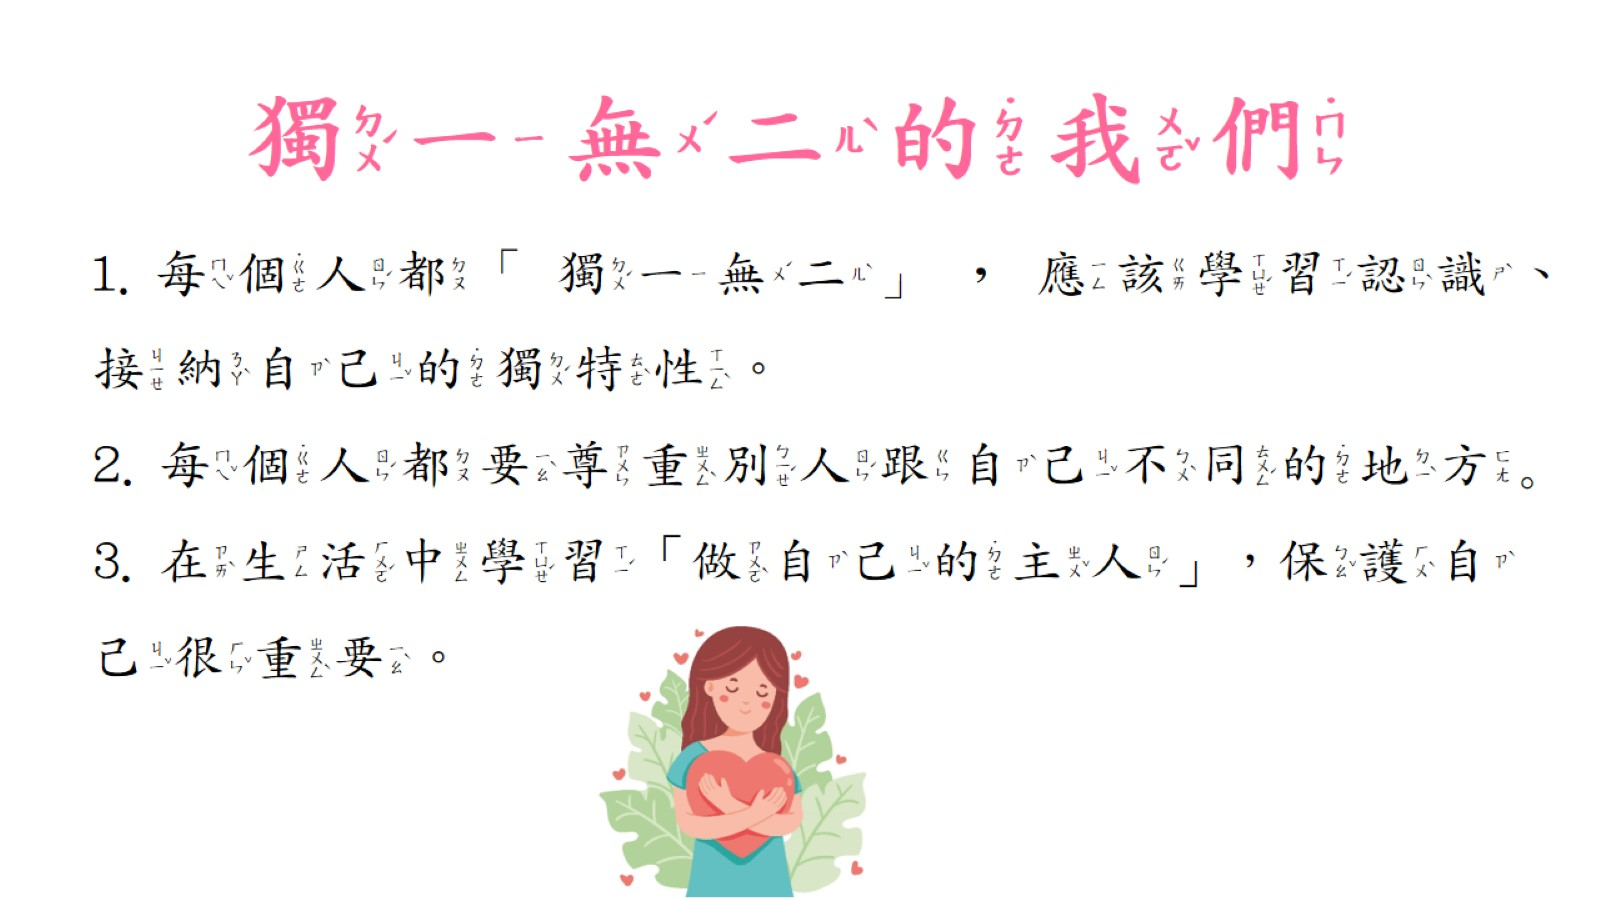 獨一無二的我們
1. 每個人都「 獨一無二」 , 應該學習認識、
接納自己的獨特性。
2. 每個人都要尊重別人跟自己不同的地方。
3. 在生活中學習「做自己的主人」,保護自
己很重要。